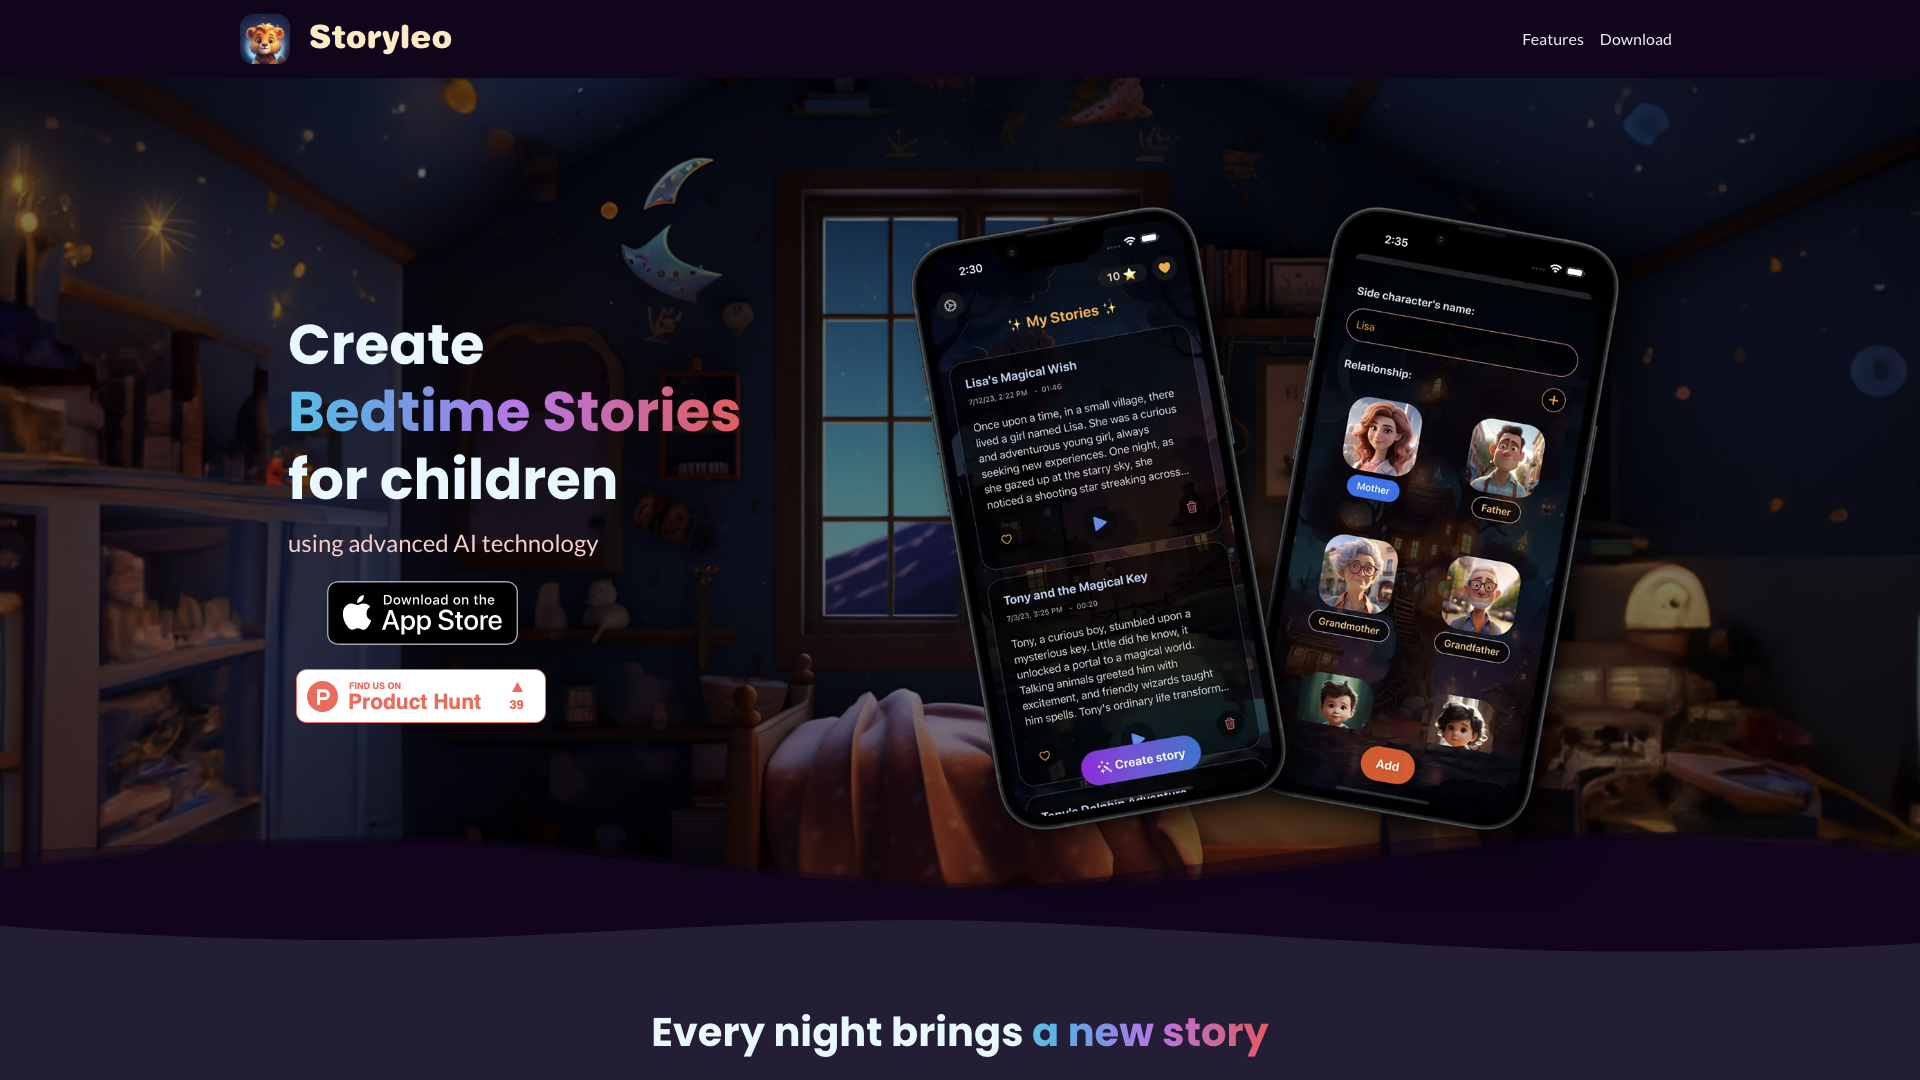 Storyleo
Features
Download
Create
Bedtime Stories
for children
using advanced AI technology
Download on the
App Store
FIND US ON
Product Hunt
39
2:30
10
✨ My Stories ✨
Lisa's Magical Wish
7/12/23, 2:22 PM - 01:46
Once upon a time, in a small village, there
lived a girl named Lisa. She was a curious
and adventurous young girl, always
seeking new experiences. One night, as
she gazed up at the starry sky, she
noticed a shooting star streaking across...
Tony and the Magical Key
7/3/23, 3:25 PM - 00:20
Tony, a curious boy, stumbled upon a
mysterious key. Little did he know, it
unlocked a portal to a magical world.
Talking animals greeted him with
excitement, and friendly wizards taught
him spells. Tony's ordinary life transform...
Create story
Tony's Dolphin Adventure
2:35
Side character's name:
Lisa
Relationship:
Mother
Father
Grandmother
Grandfather
Add
Every night brings a new story